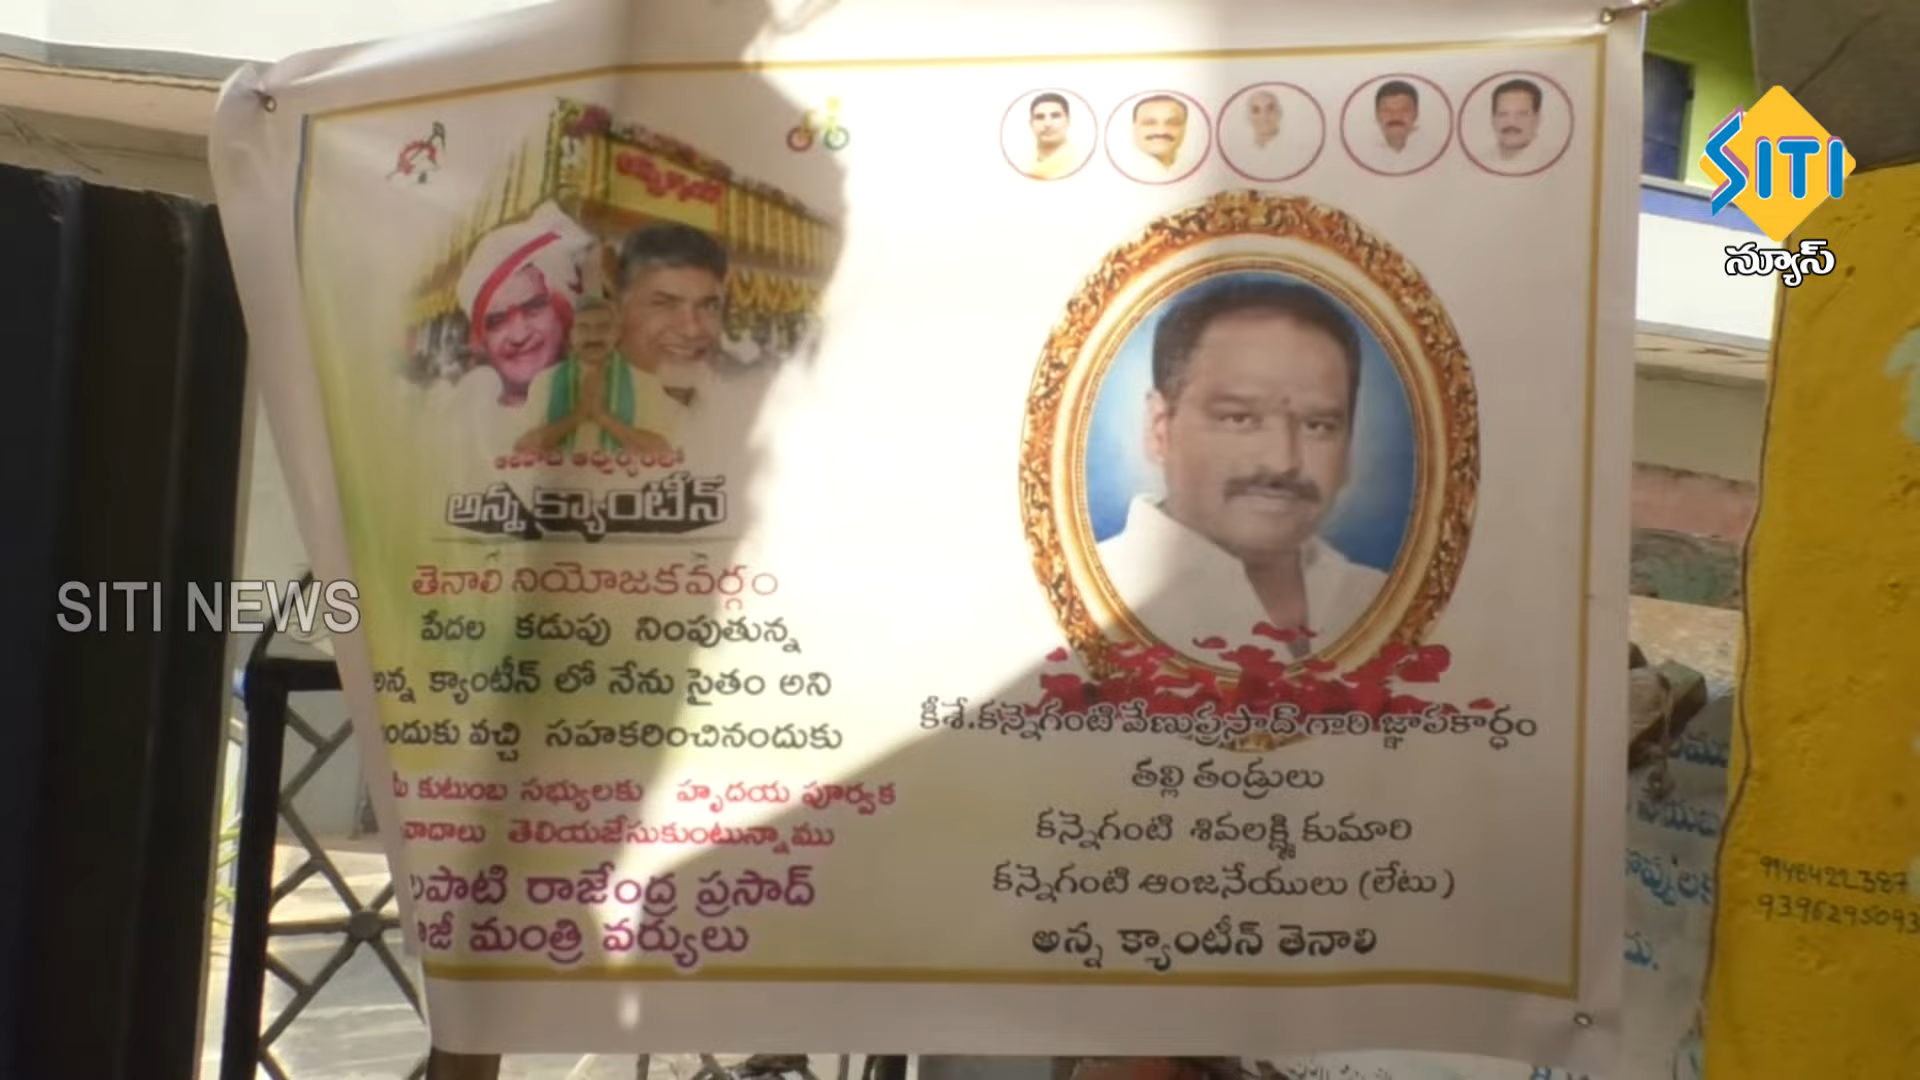 SITI
న్యూస్
SITI NEWS
అన్న క్యాంటీన్
తెనాలి నియోజకవర్గం
పేదల కడుపు నింపుతున్న
అన్న క్యాంటీన్ లో నేను సైతం అని
వచ్చి సహకరించినందుకు
మీ కుటుంబ సభ్యులకు హృదయ పూర్వక
తెలియజేసుకుంటున్నాము
రాజేంద్ర ప్రసాద్
మంత్రి వర్యులు
కీ.శే. కన్నెగంటి వేణుప్రసాద్ గారి జ్ఞాపకార్ధం
తల్లి తండ్రులు
కన్నెగంటి శివలక్ష్మి కుమారి
కన్నెగంటి ఆంజనేయులు (లేటు)
అన్న క్యాంటీన్ తెనాలి